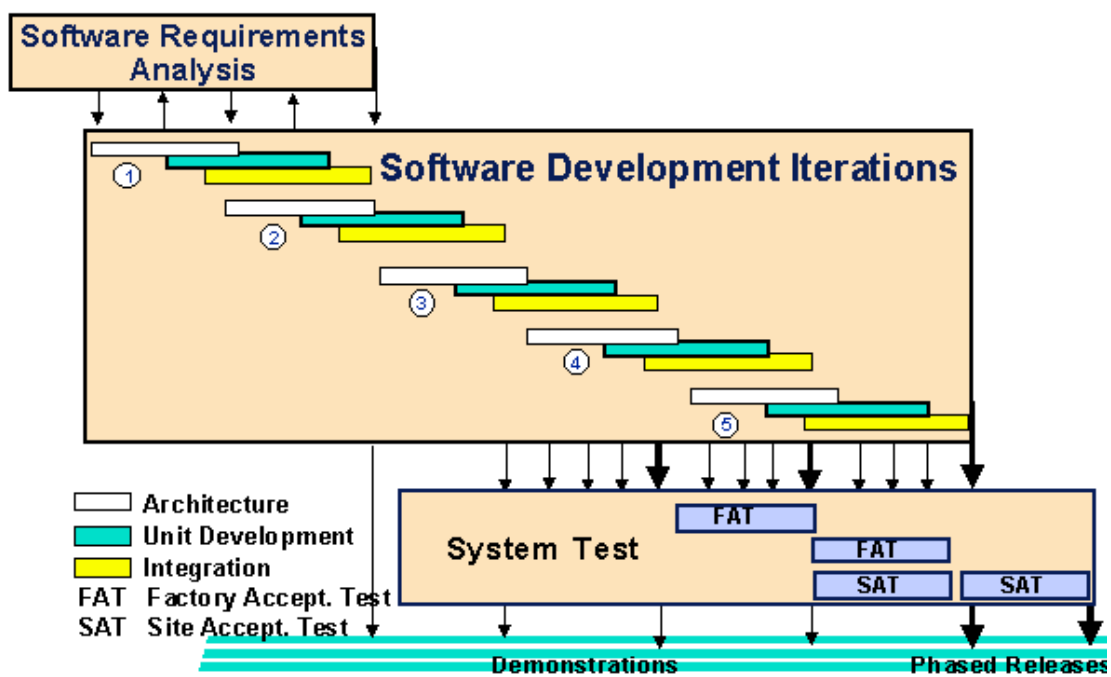 Software Requirements
Analysis
Software Development Iterations
1
2
3
4
5
Architecture
Unit Development
Integration
FAT Factory Accept. Test
SAT Site Accept. Test
System Test
FAT
FAT
SAT
SAT
Demonstrations
Phased Releases